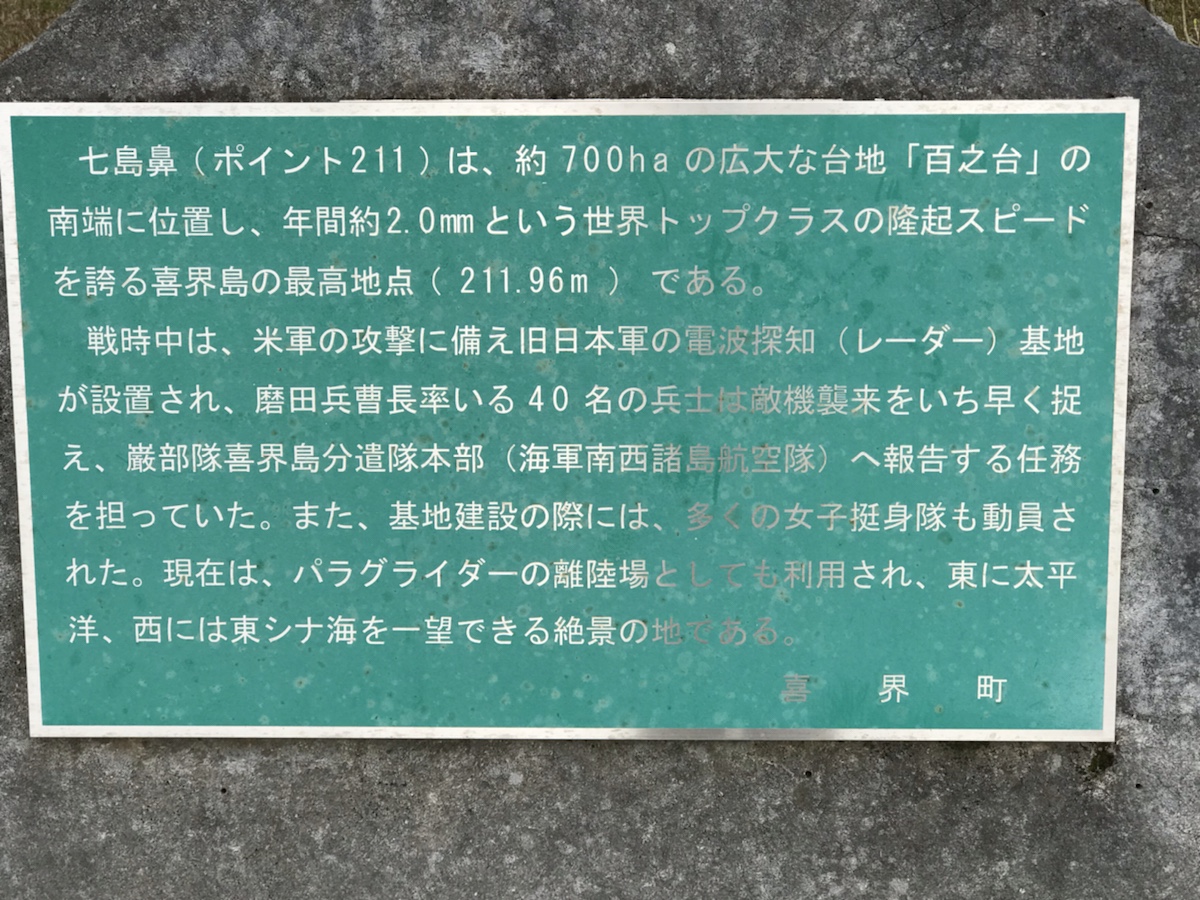 七島鼻(ポイント211)は、約700haの広大な台地「百之台」の
南端に位置し、年間約2.0mmという世界トップクラスの隆起スピード
を誇る喜界島の最高地点(211.96m) である。
戦時中は、米軍の攻撃に備え旧日本軍の電波探知(レーダー)基地
が設置され、磨田兵曹長率いる40名の兵士は敵機襲来をいち早く捉
え、巌部隊喜界島分遣隊本部(海軍南西諸島航空隊)へ報告する任務
を担っていた。また、基地建設の際には、多くの女子挺身隊も動員さ
れた。現在は、パラグライダーの離陸場としても利用され、東に太平
洋、西には東シナ海を一望できる絶景の地である。
喜 界 町